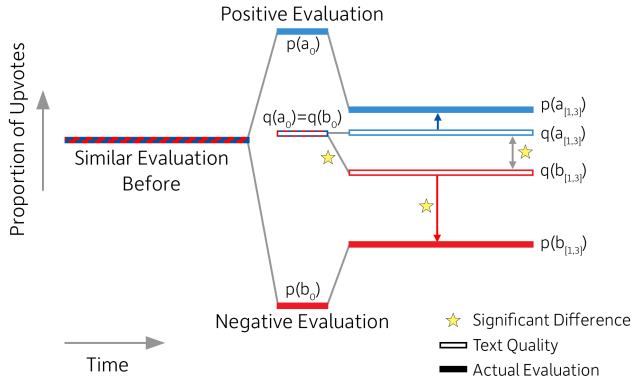 Positive Evaluation
p(a0)
Proportion of Upvotes
q(a0)=q(b0)
p(a[1,3])
q(a[1,3])
q(b[1,3])
p(b[1,3])
Similar Evaluation
Before
p(b0)
Negative Evaluation
Time
Significant Difference
Text Quality
Actual Evaluation